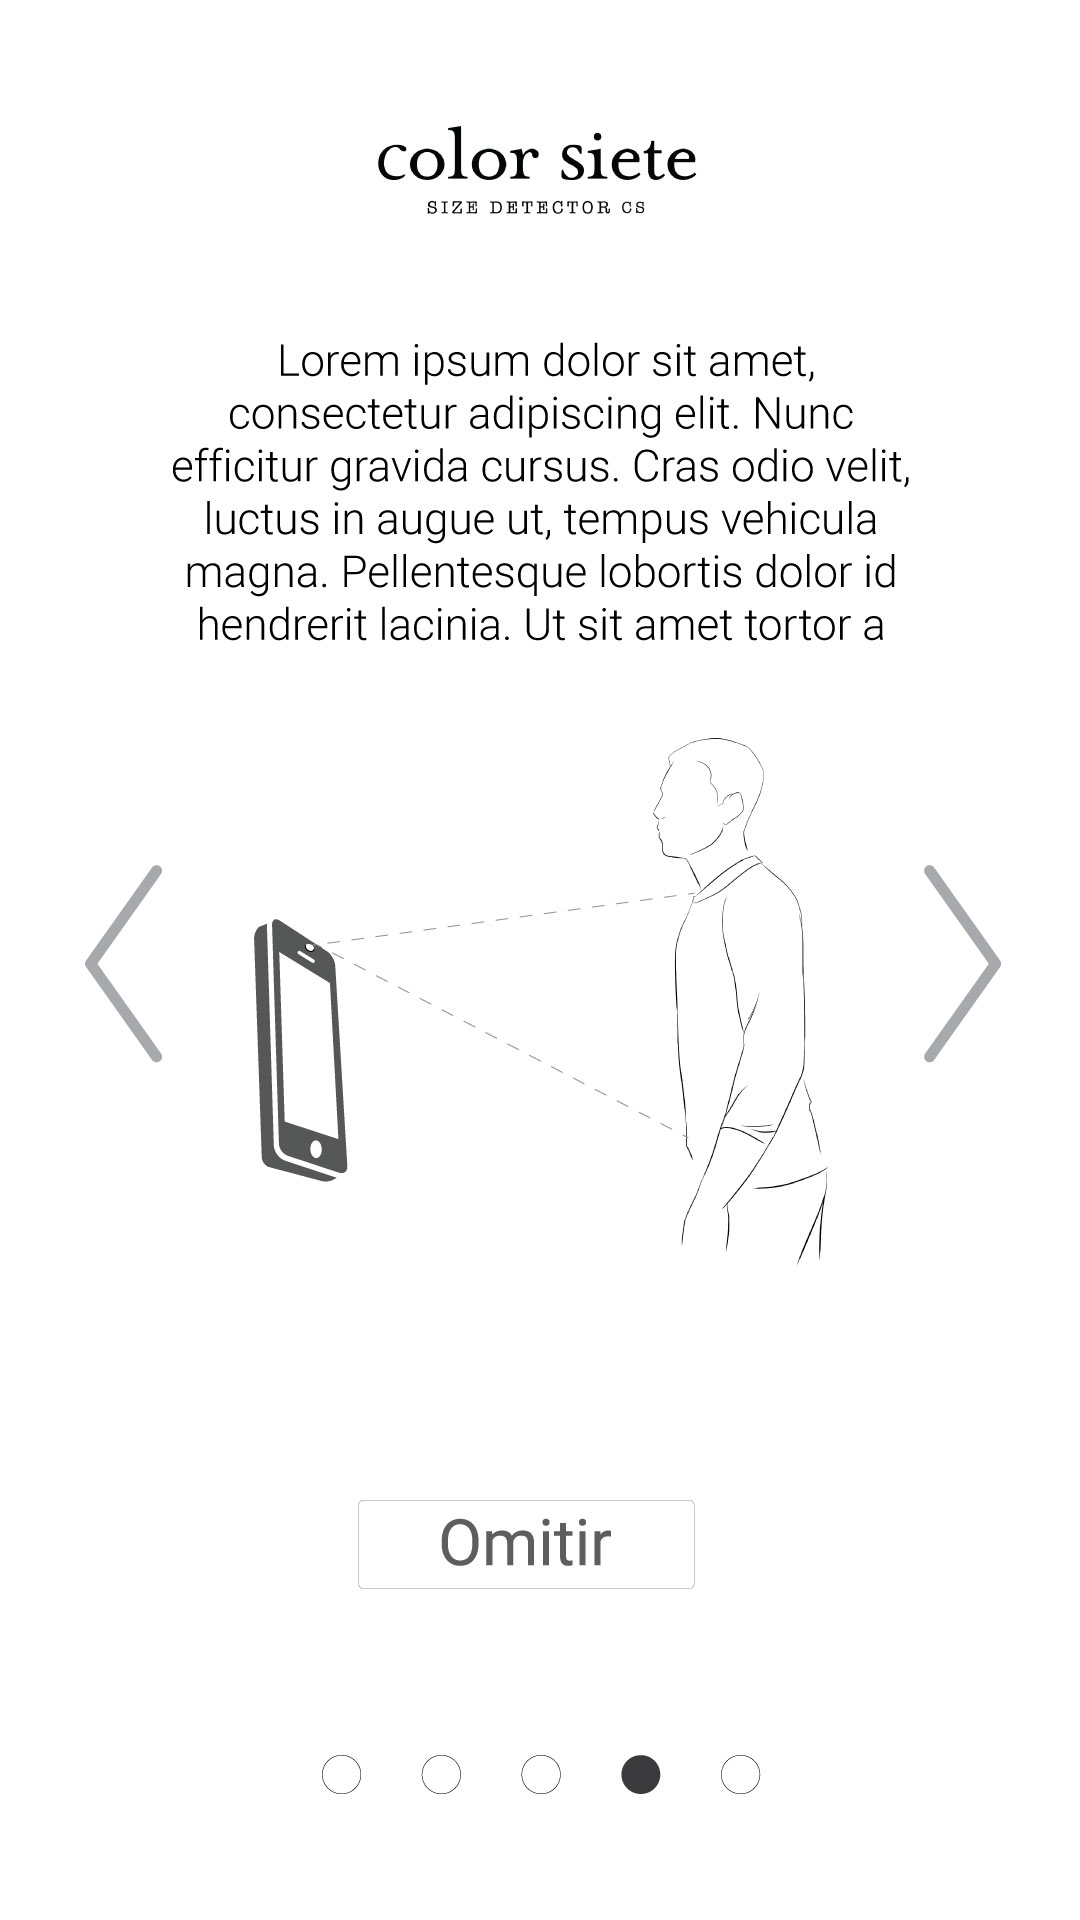 color siete
SIZE DETECTOR CS
Lorem ipsum dolor sit amet,
consectetur adipiscing elit. Nunc
efficitur gravida cursus. Cras odio velit,
luctus in augue ut, tempus vehicula
magna. Pellentesque lobortis dolor id
hendrerit lacinia. Ut sit amet tortor a
Omitir